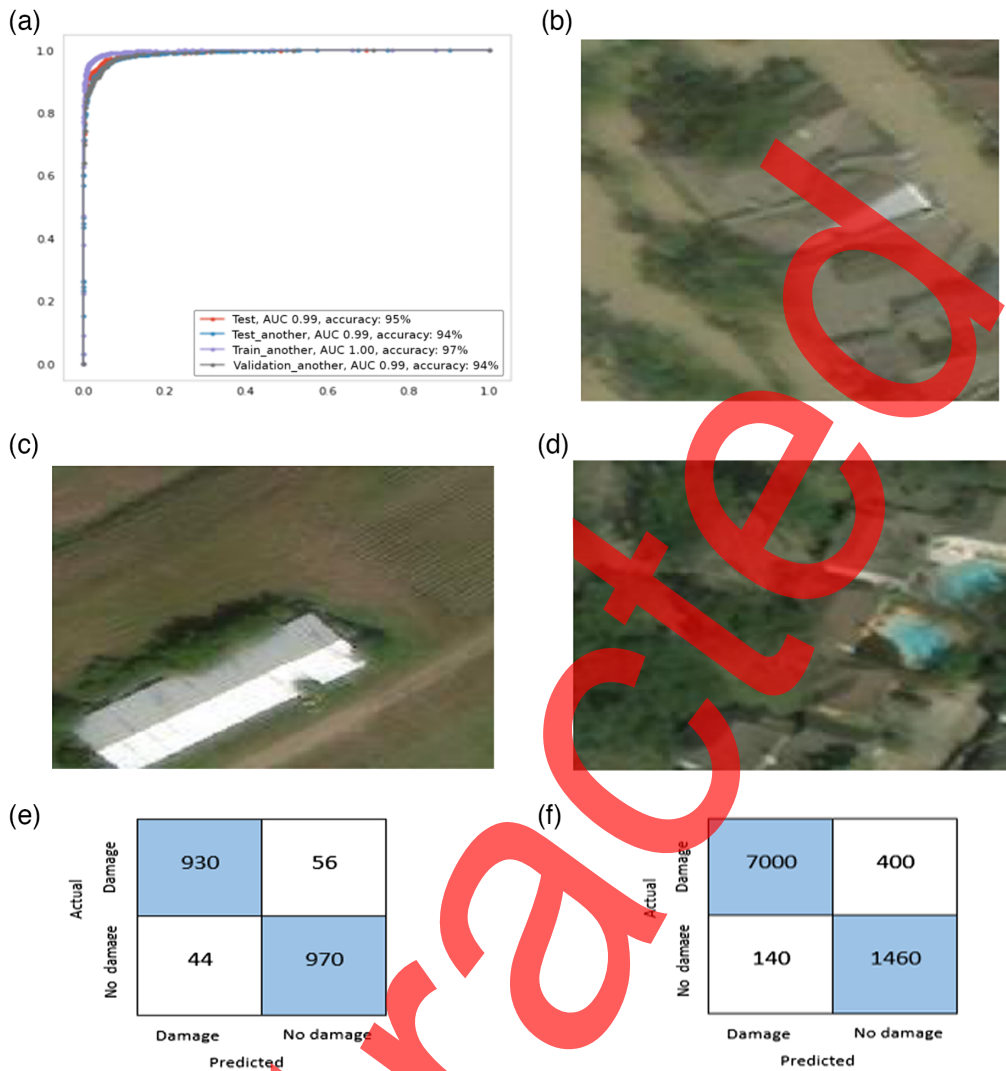 (a)
1.0
0.8
0.6
0.4
0.2
0.0
0.0 0.2 0.4 0.6 0.8 1.0
Test, AUC 0.99, accuracy: 95%
Test_another, AUC 0.99, accuracy: 94%
Train_another, AUC 1.00, accuracy: 97%
Validation_another, AUC 0.99, accuracy: 94%
(b)
(c)
(d)
(e)
Actual
Damage
No damage
930 56
44 970
Damage No damage
Predicted
(f)
Actual
Damage
No damage
7000 400
140 1460
Damage No damage
Predicted
racted